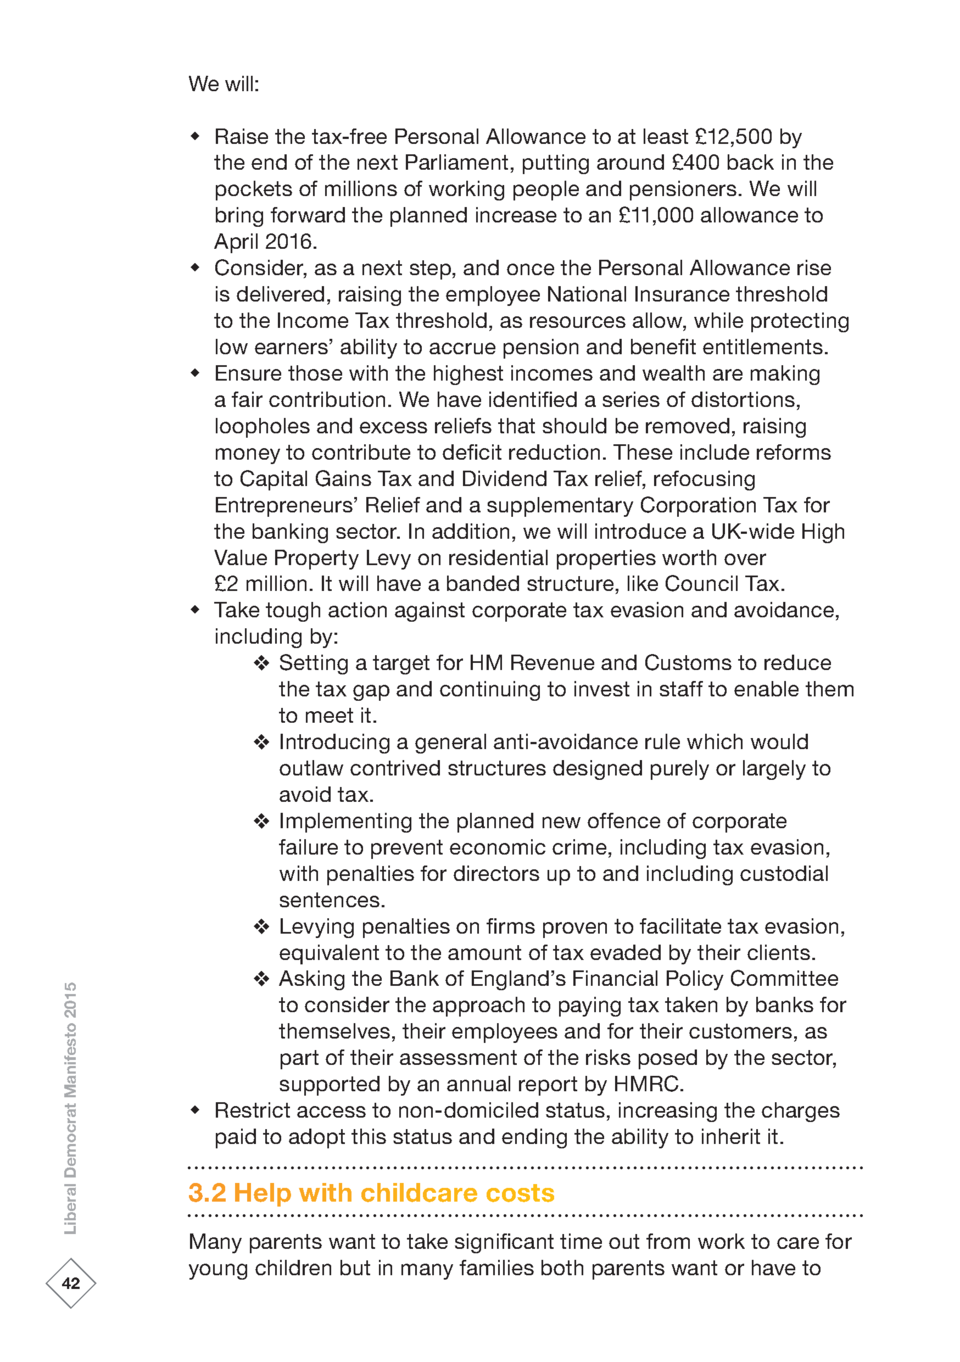 We will:
◆ Raise the tax-free Personal Allowance to at least £12,500 by
the end of the next Parliament, putting around £400 back in the
pockets of millions of working people and pensioners. We will
bring forward the planned increase to an £11,000 allowance to
April 2016.
◆ Consider, as a next step, and once the Personal Allowance rise
is delivered, raising the employee National Insurance threshold
to the Income Tax threshold, as resources allow, while protecting
low earners’ ability to accrue pension and benefit entitlements.
◆ Ensure those with the highest incomes and wealth are making
a fair contribution. We have identified a series of distortions,
loopholes and excess reliefs that should be removed, raising
money to contribute to deficit reduction. These include reforms
to Capital Gains Tax and Dividend Tax relief, refocusing
Entrepreneurs’ Relief and a supplementary Corporation Tax for
the banking sector. In addition, we will introduce a UK-wide High
Value Property Levy on residential properties worth over
£2 million. It will have a banded structure, like Council Tax.
◆ Take tough action against corporate tax evasion and avoidance,
including by:
❖ Setting a target for HM Revenue and Customs to reduce
the tax gap and continuing to invest in staff to enable them
to meet it.
❖ Introducing a general anti-avoidance rule which would
outlaw contrived structures designed purely or largely to
avoid tax.
❖ Implementing the planned new offence of corporate
failure to prevent economic crime, including tax evasion,
with penalties for directors up to and including custodial
sentences.
❖ Levying penalties on firms proven to facilitate tax evasion,
equivalent to the amount of tax evaded by their clients.
❖ Asking the Bank of England’s Financial Policy Committee
to consider the approach to paying tax taken by banks for
themselves, their employees and for their customers, as
part of their assessment of the risks posed by the sector,
supported by an annual report by HMRC.
◆ Restrict access to non-domiciled status, increasing the charges
paid to adopt this status and ending the ability to inherit it.
3.2 Help with childcare costs
Many parents want to take significant time out from work to care for
young children but in many families both parents want or have to
Liberal Democrat Manifesto 2015
42